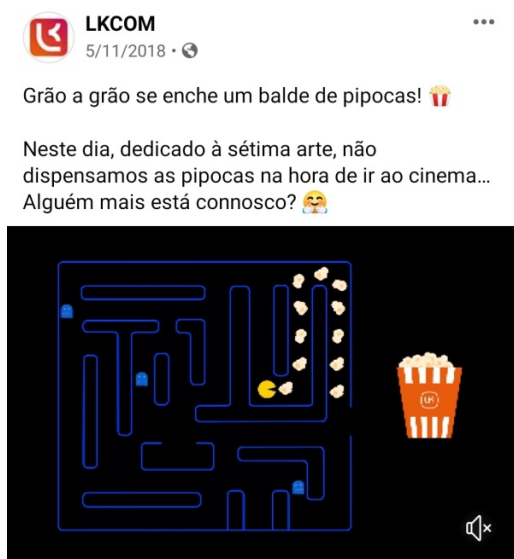 LKCOM
5/11/2018 •
Grão a grão se enche um balde de pipocas! 🍿
Neste dia, dedicado à sétima arte, não
dispensamos as pipocas na hora de ir ao cinema...
Alguém mais está connosco? 🤗
LK